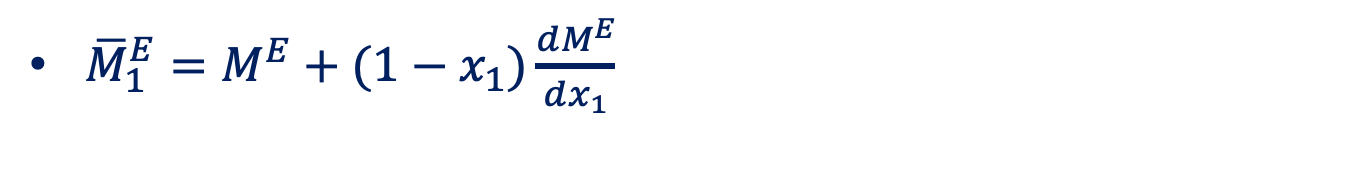 • M̄₁ᴱ = Mᴱ + (1 − x₁) dMᴱ/dx₁